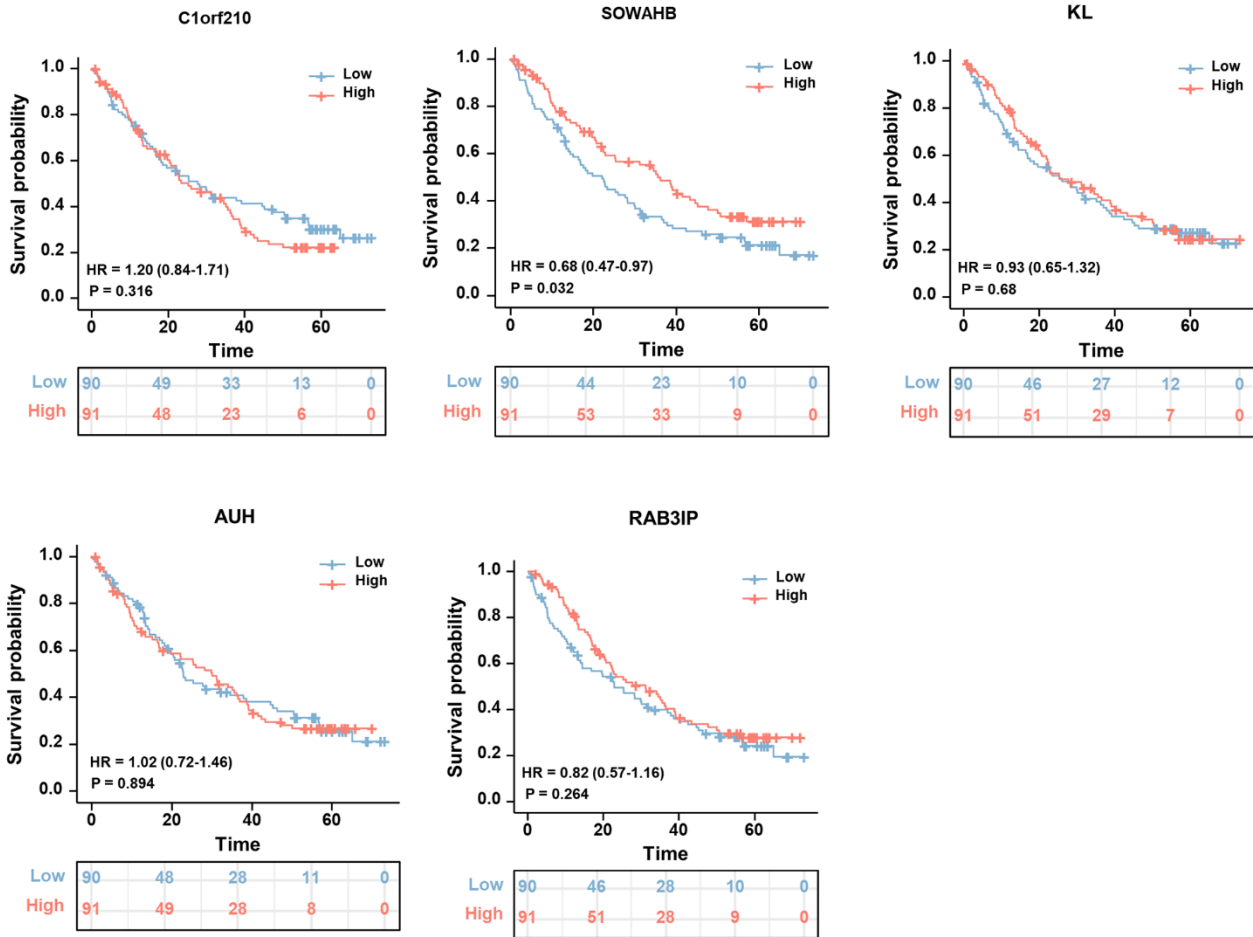 C1orf210
Survival probability
1.0
0.8
0.6
0.4
0.2
0.0
Low
High
HR = 1.20 (0.84-1.71)
P = 0.316
0 20 40 60
Time
Low 90 49 33 13 0
High 91 48 23 6 0
SOWAHB
Survival probability
1.0
0.8
0.6
0.4
0.2
0.0
Low
High
HR = 0.68 (0.47-0.97)
P = 0.032
0 20 40 60
Time
Low 90 44 23 10 0
High 91 53 33 9 0
KL
Survival probability
1.0
0.8
0.6
0.4
0.2
0.0
Low
High
HR = 0.93 (0.65-1.32)
P = 0.68
0 20 40 60
Time
Low 90 46 27 12 0
High 91 51 29 7 0
AUH
Survival probability
1.0
0.8
0.6
0.4
0.2
0.0
Low
High
HR = 1.02 (0.72-1.46)
P = 0.894
0 20 40 60
Time
Low 90 48 28 11 0
High 91 49 28 8 0
RAB3IP
Survival probability
1.0
0.8
0.6
0.4
0.2
0.0
Low
High
HR = 0.82 (0.57-1.16)
P = 0.264
0 20 40 60
Time
Low 90 46 28 10 0
High 91 51 28 9 0